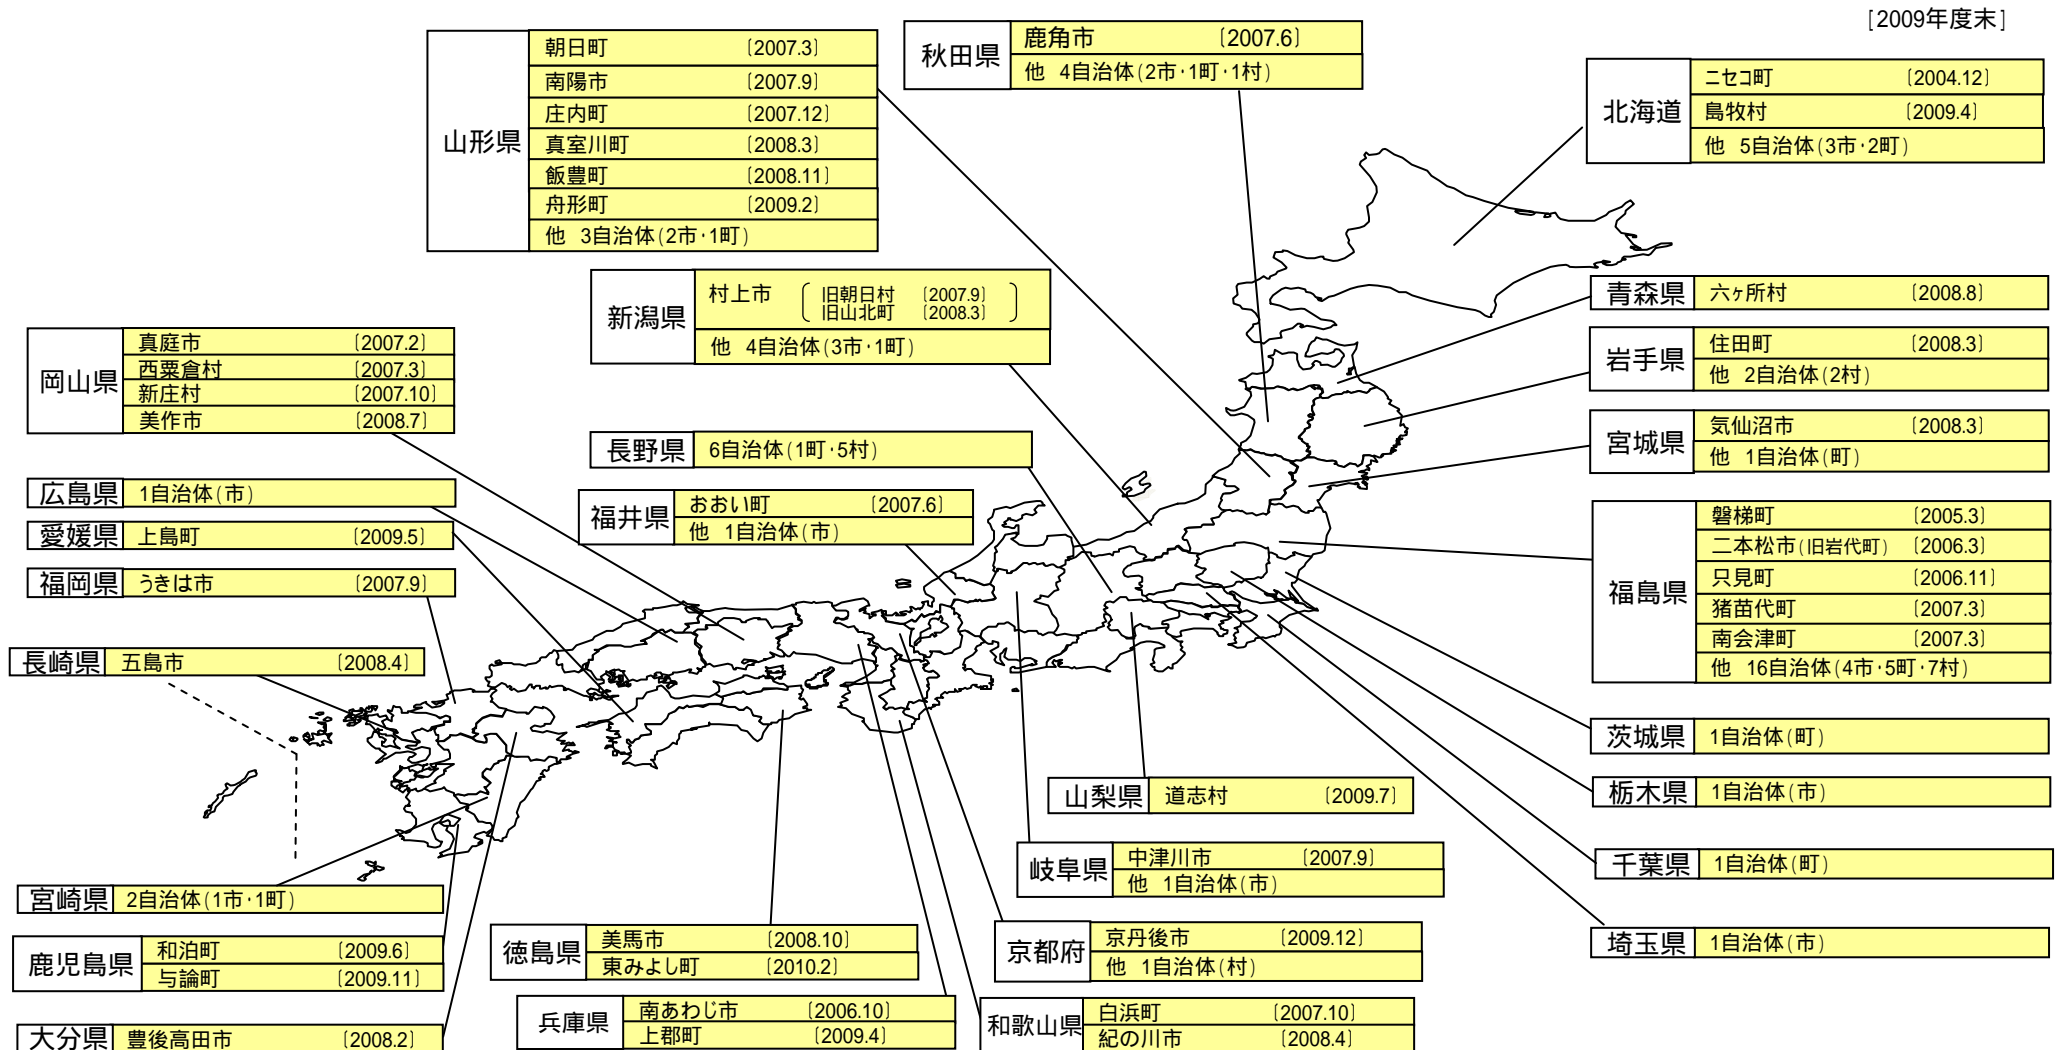 [2009年度末]
山形県
朝日町 [2007.3]
南陽市 [2007.9]
庄内町 [2007.12]
真室川町 [2008.3]
飯豊町 [2008.11]
舟形町 [2009.2]
他 3自治体(2市・1町)
秋田県
鹿角市 [2007.6]
他 4自治体(2市・1町・1村)
北海道
ニセコ町 [2004.12]
島牧村 [2009.4]
他 5自治体(3市・2町)
新潟県
村上市
旧朝日村 [2007.9]
旧山北町 [2008.3]
他 4自治体(3市・1町)
青森県
六ヶ所村 [2008.8]
岩手県
住田町 [2008.3]
他 2自治体(2村)
宮城県
気仙沼市 [2008.3]
他 1自治体(町)
岡山県
真庭市 [2007.2]
西粟倉村 [2007.3]
新庄村 [2007.10]
美作市 [2008.7]
長野県
6自治体(1町・5村)
広島県
1自治体(市)
福井県
おおい町 [2007.6]
他 1自治体(市)
愛媛県
上島町 [2009.5]
福岡県
うきは市 [2007.9]
長崎県
五島市 [2008.4]
福島県
磐梯町 [2005.3]
二本松市(旧岩代町) [2006.3]
只見町 [2006.11]
猪苗代町 [2007.3]
南会津町 [2007.3]
他 16自治体(4市・5町・7村)
茨城県
1自治体(町)
栃木県
1自治体(市)
千葉県
1自治体(町)
埼玉県
1自治体(市)
山梨県
道志村 [2009.7]
岐阜県
中津川市 [2007.9]
他 1自治体(市)
京都府
京丹後市 [2009.12]
他 1自治体(村)
宮崎県
2自治体(1市・1町)
鹿児島県
和泊町 [2009.6]
与論町 [2009.11]
大分県
豊後高田市 [2008.2]
徳島県
美馬市 [2008.10]
東みよし町 [2010.2]
兵庫県
南あわじ市 [2006.10]
上郡町 [2009.4]
和歌山県
白浜町 [2007.10]
紀の川市 [2008.4]